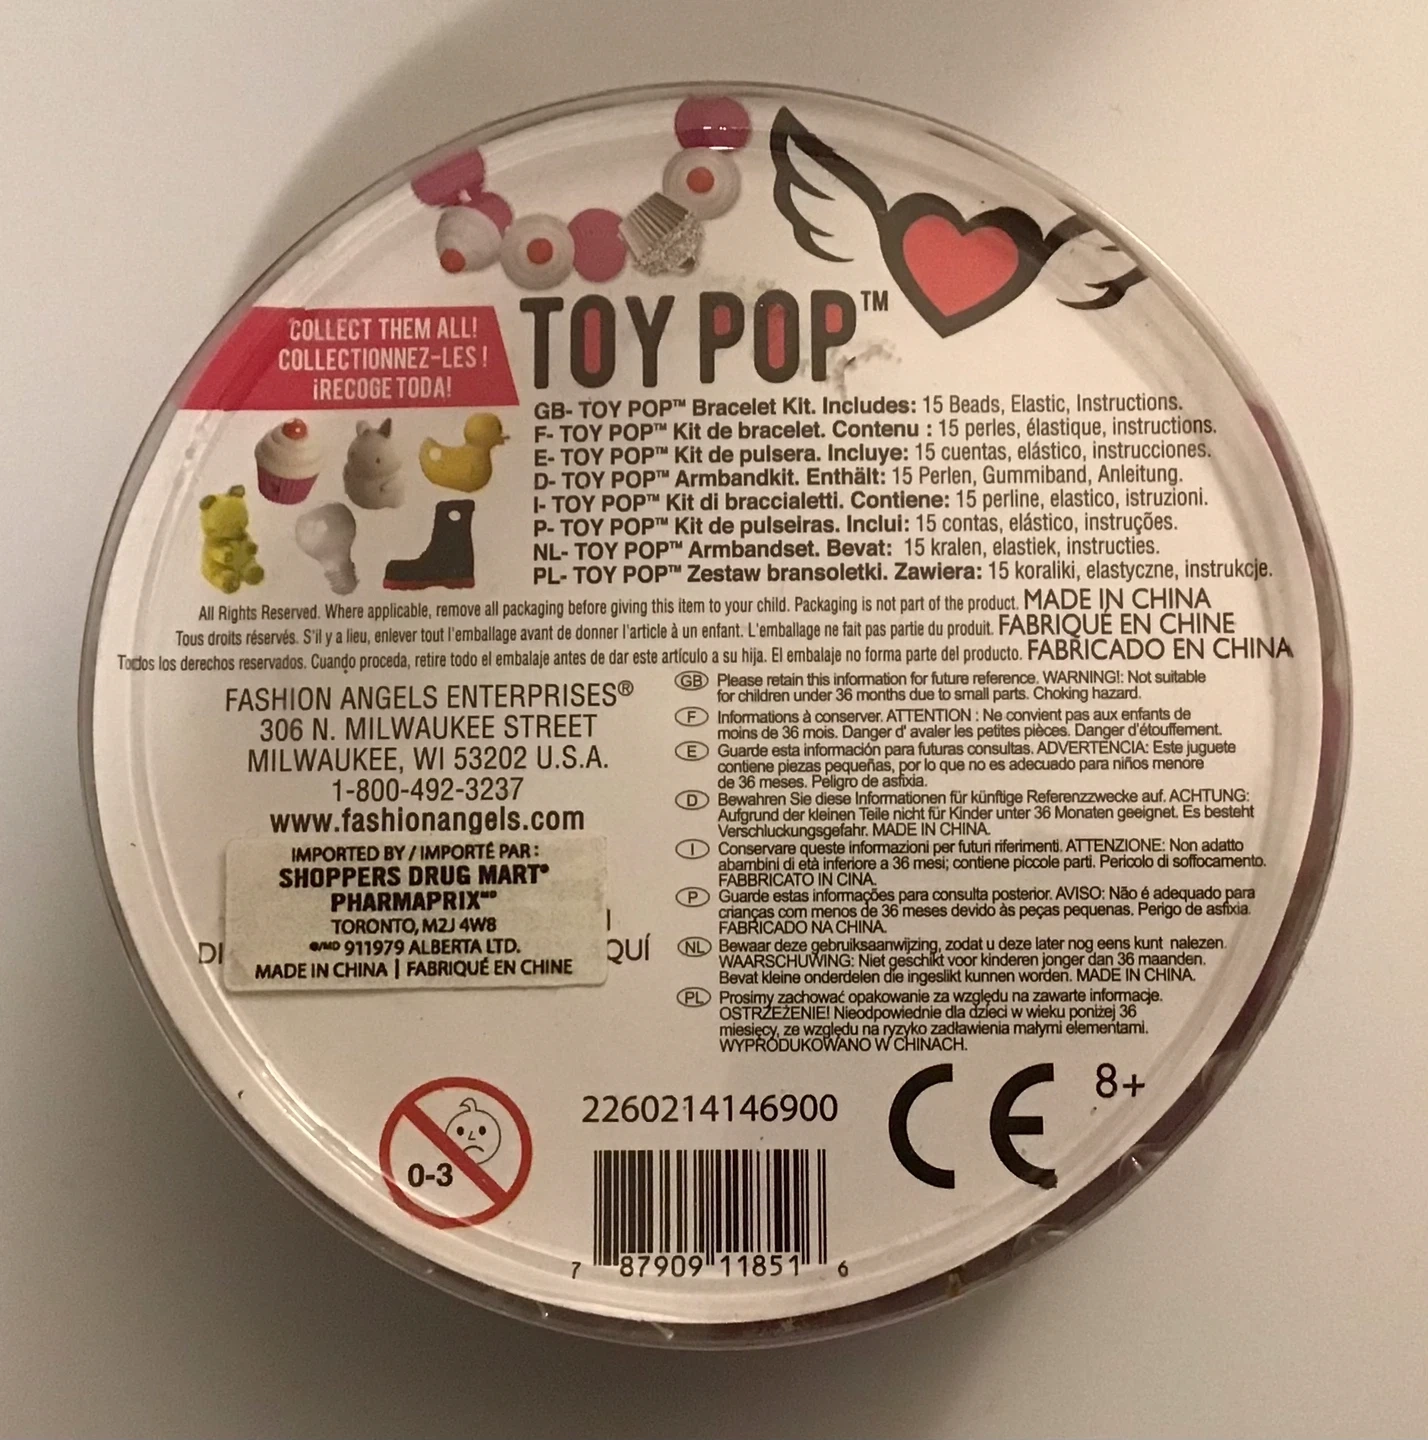 COLLECT THEM ALL!
COLLECTIONNEZ-LES !
¡RECOGE TODA!
TOY POP™
GB- TOY POP™ Bracelet Kit. Includes: 15 Beads, Elastic, Instructions.
F- TOY POP™ Kit de bracelet. Contenu : 15 perles, élastique, instructions.
E- TOY POP™ Kit de pulsera. Incluye: 15 cuentas, elástico, instrucciones.
D- TOY POP™ Armbandkit. Enthält: 15 Perlen, Gummiband, Anleitung.
I- TOY POP™ Kit di braccialetti. Contiene: 15 perline, elastico, istruzioni.
P- TOY POP™ Kit de pulseiras. Inclui: 15 contas, elástico, instruções.
NL- TOY POP™ Armbandset. Bevat: 15 kralen, elastiek, instructies.
PL- TOY POP™ Zestaw bransoletki. Zawiera: 15 koraliki, elastyczne, instrukcje.
All Rights Reserved. Where applicable, remove all packaging before giving this item to your child. Packaging is not part of the product. MADE IN CHINA
Tous droits réservés. S'il y a lieu, enlever tout l'emballage avant de donner l'article à un enfant. L'emballage ne fait pas partie du produit. FABRIQUÉ EN CHINE
Todos los derechos reservados. Cuando proceda, retire todo el embalaje antes de dar este artículo a su hija. El embalaje no forma parte del producto. FABRICADO EN CHINA
FASHION ANGELS ENTERPRISES®
306 N. MILWAUKEE STREET
MILWAUKEE, WI 53202 U.S.A.
1-800-492-3237
www.fashionangels.com
IMPORTED BY / IMPORTÉ PAR :
SHOPPERS DRUG MART®
PHARMAPRIX
TORONTO, M2J 4W8
®/MD 911979 ALBERTA LTD.
MADE IN CHINA | FABRIQUÉ EN CHINE
DI
QUÍ
GB Please retain this information for future reference. WARNING!: Not suitable
for children under 36 months due to small parts. Choking hazard.
F Informations à conserver. ATTENTION : Ne convient pas aux enfants de
moins de 36 mois. Danger d' avaler les petites pièces. Danger d'étouffement.
E Guarde esta información para futuras consultas. ADVERTENCIA: Este juguete
contiene piezas pequeñas, por lo que no es adecuado para niños menore
de 36 meses. Peligro de asfixia.
D Bewahren Sie diese Informationen für künftige Referenzzwecke auf. ACHTUNG:
Aufgrund der kleinen Teile nicht für Kinder unter 36 Monaten geeignet. Es besteht
Verschluckungsgefahr. MADE IN CHINA.
I Conservare queste informazioni per futuri riferimenti. ATTENZIONE: Non adatto
abambini di età inferiore a 36 mesi; contiene piccole parti. Pericolo di soffocamento.
FABBRICATO IN CINA.
P Guarde estas informações para consulta posterior. AVISO: Não é adequado para
crianças com menos de 36 meses devido às peças pequenas. Perigo de asfixia.
FABRICADO NA CHINA.
NL Bewaar deze gebruiksaanwijzing, zodat u deze later nog eens kunt nalezen.
WAARSCHUWING: Niet geschikt voor kinderen jonger dan 36 maanden.
Bevat kleine onderdelen die ingeslikt kunnen worden. MADE IN CHINA.
PL Prosimy zachować opakowanie za względu na zawarte informacje.
OSTRZEŻENIE! Nieodpowiednie dla dzieci w wieku poniżej 36
miesięcy, ze względu na ryzyko zadławienia małymi elementami.
WYPRODUKOWANO W CHINACH.
0-3
2260214146900
CE
8+
7 87909 11851 6